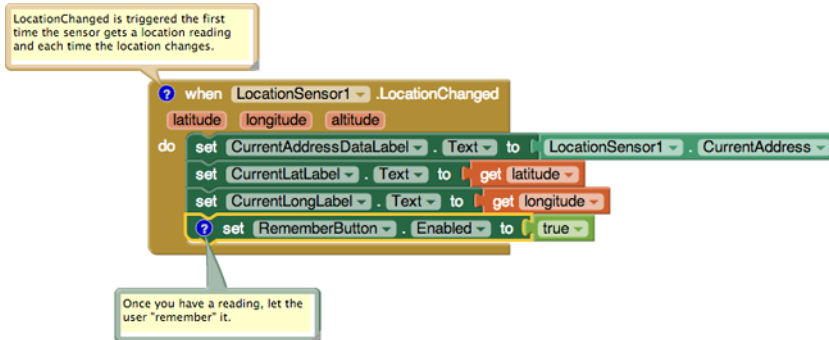 LocationChanged is triggered the first
time the sensor gets a location reading
and each time the location changes.
? when LocationSensor1 .LocationChanged
latitude longitude altitude
do set CurrentAddressDataLabel . Text to LocationSensor1 . CurrentAddress
set CurrentLatLabel . Text to get latitude
set CurrentLongLabel . Text to get longitude
? set RememberButton . Enabled to true
Once you have a reading, let the
user "remember" it.